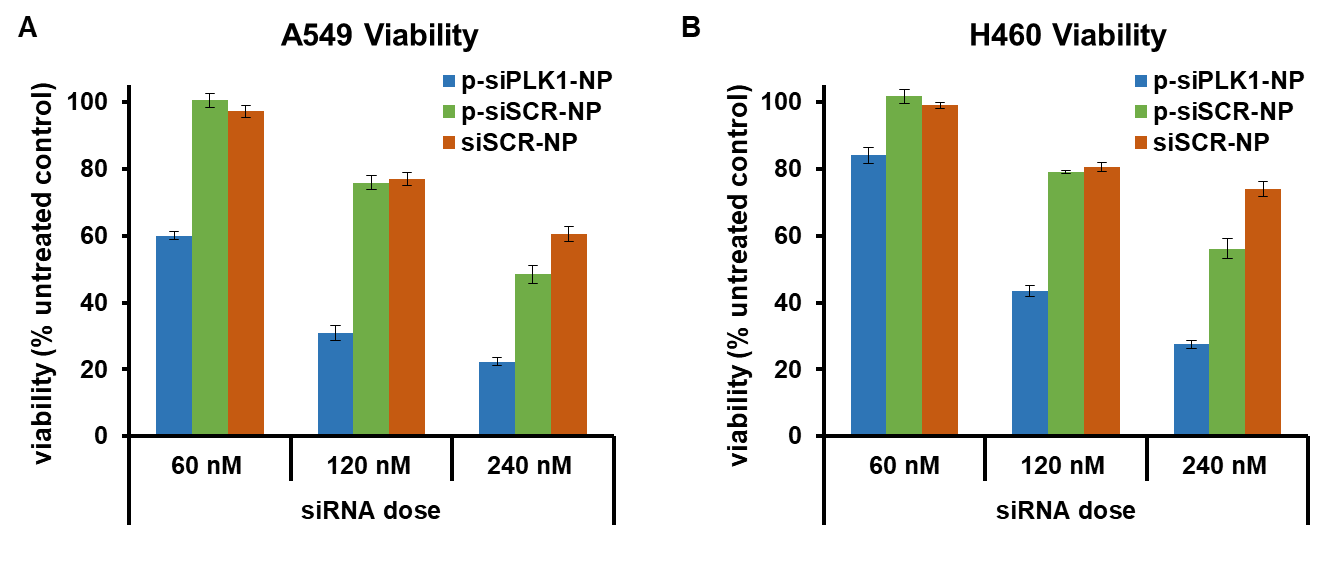 A
A549 Viability
p-siPLK1-NP
p-siSCR-NP
siSCR-NP
viability (% untreated control)
100
80
60
40
20
0
60 nM
120 nM
240 nM
siRNA dose
B
H460 Viability
p-siPLK1-NP
p-siSCR-NP
siSCR-NP
viability (% untreated control)
100
80
60
40
20
0
60 nM
120 nM
240 nM
siRNA dose